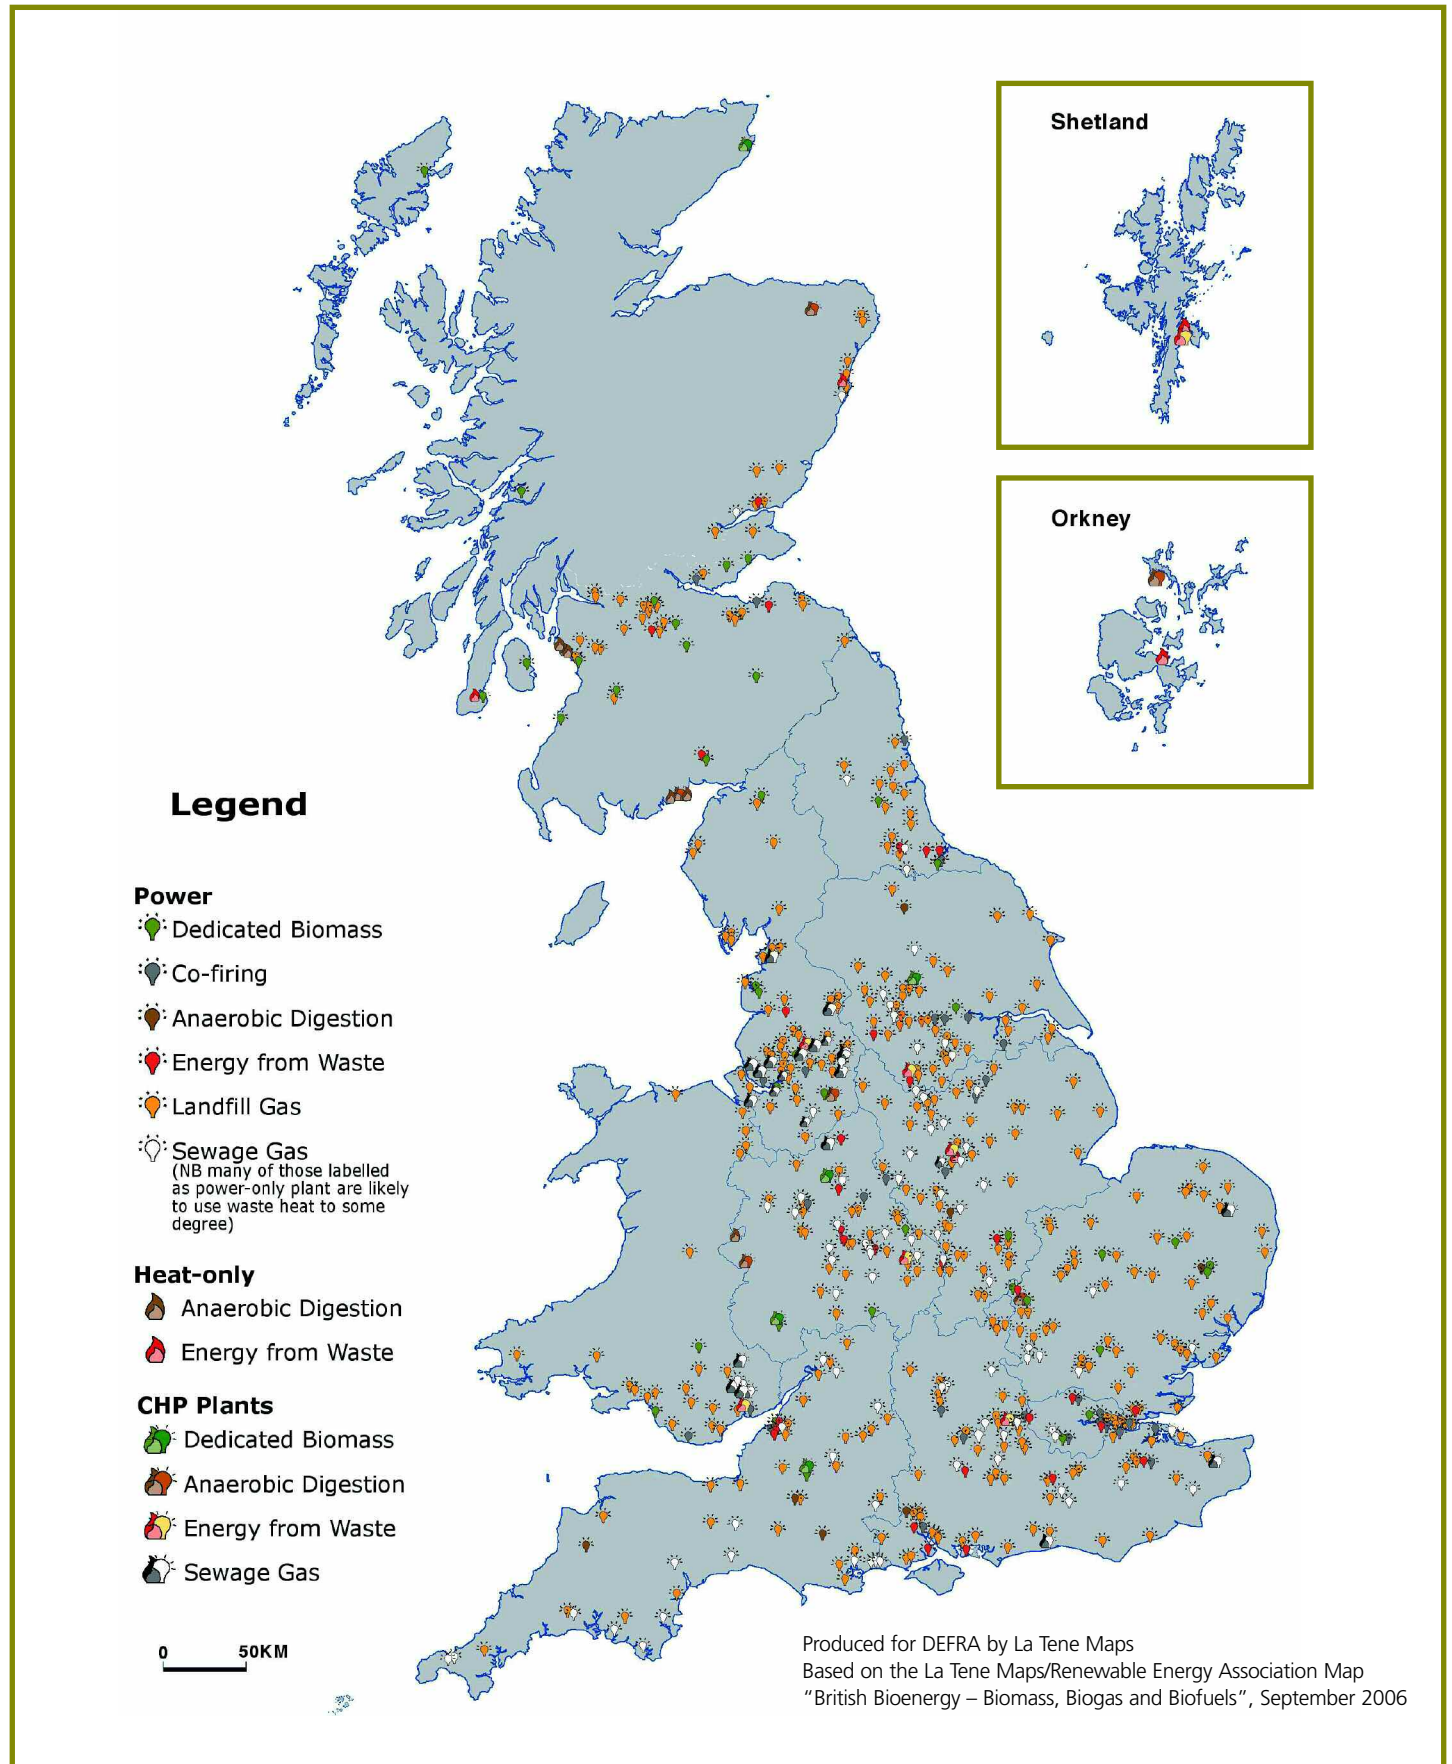 Shetland
Orkney
Legend
Power
Dedicated Biomass
Co-firing
Anaerobic Digestion
Energy from Waste
Landfill Gas
Sewage Gas
(NB many of those labelled
as power-only plant are likely
to use waste heat to some
degree)
Heat-only
Anaerobic Digestion
Energy from Waste
CHP Plants
Dedicated Biomass
Anaerobic Digestion
Energy from Waste
Sewage Gas
0 50KM
Produced for DEFRA by La Tene Maps
Based on the La Tene Maps/Renewable Energy Association Map
“British Bioenergy – Biomass, Biogas and Biofuels”, September 2006